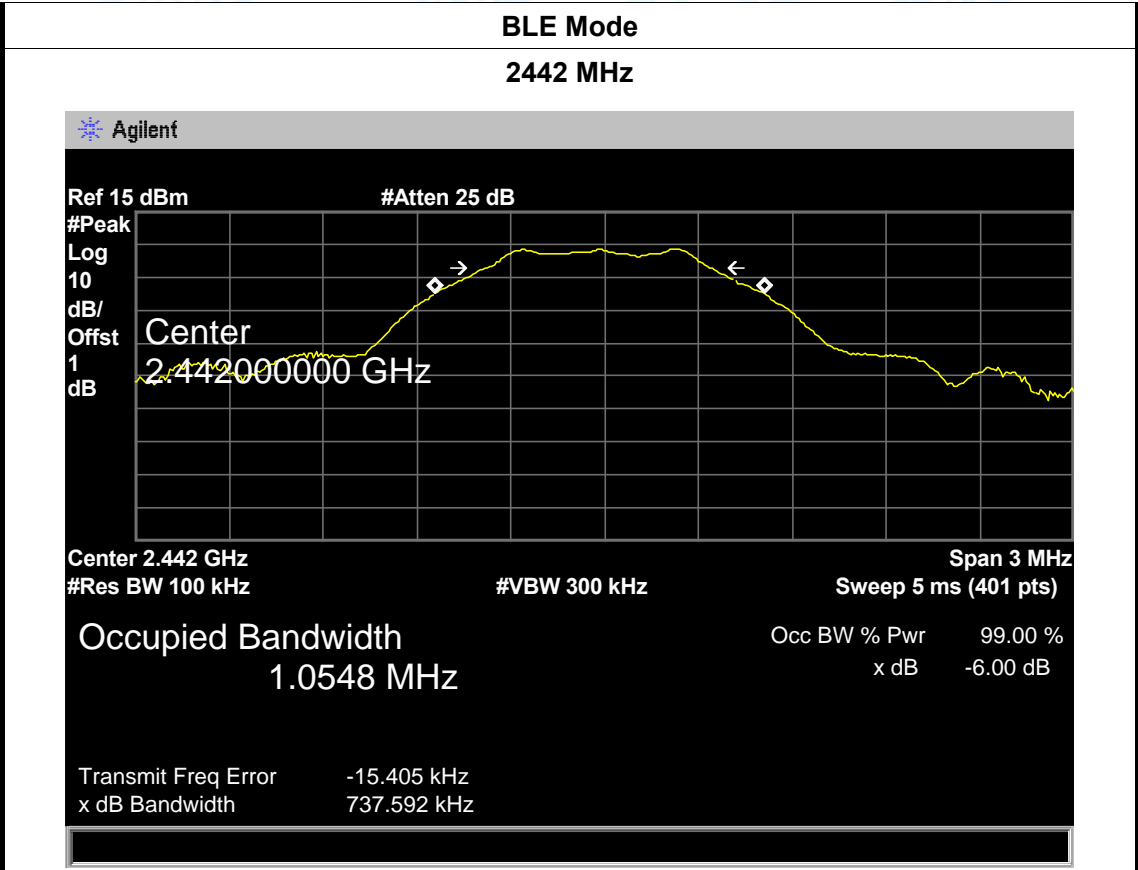 BLE Mode
2442 MHz
Agilent
Ref 15 dBm #Atten 25 dB
#Peak
Log
10
dB/
Offst
1
dB
Center
2.442000000 GHz
Center 2.442 GHz Span 3 MHz
#Res BW 100 kHz #VBW 300 kHz Sweep 5 ms (401 pts)
Occupied Bandwidth Occ BW % Pwr 99.00 %
1.0548 MHz x dB -6.00 dB
Transmit Freq Error -15.405 kHz
x dB Bandwidth 737.592 kHz